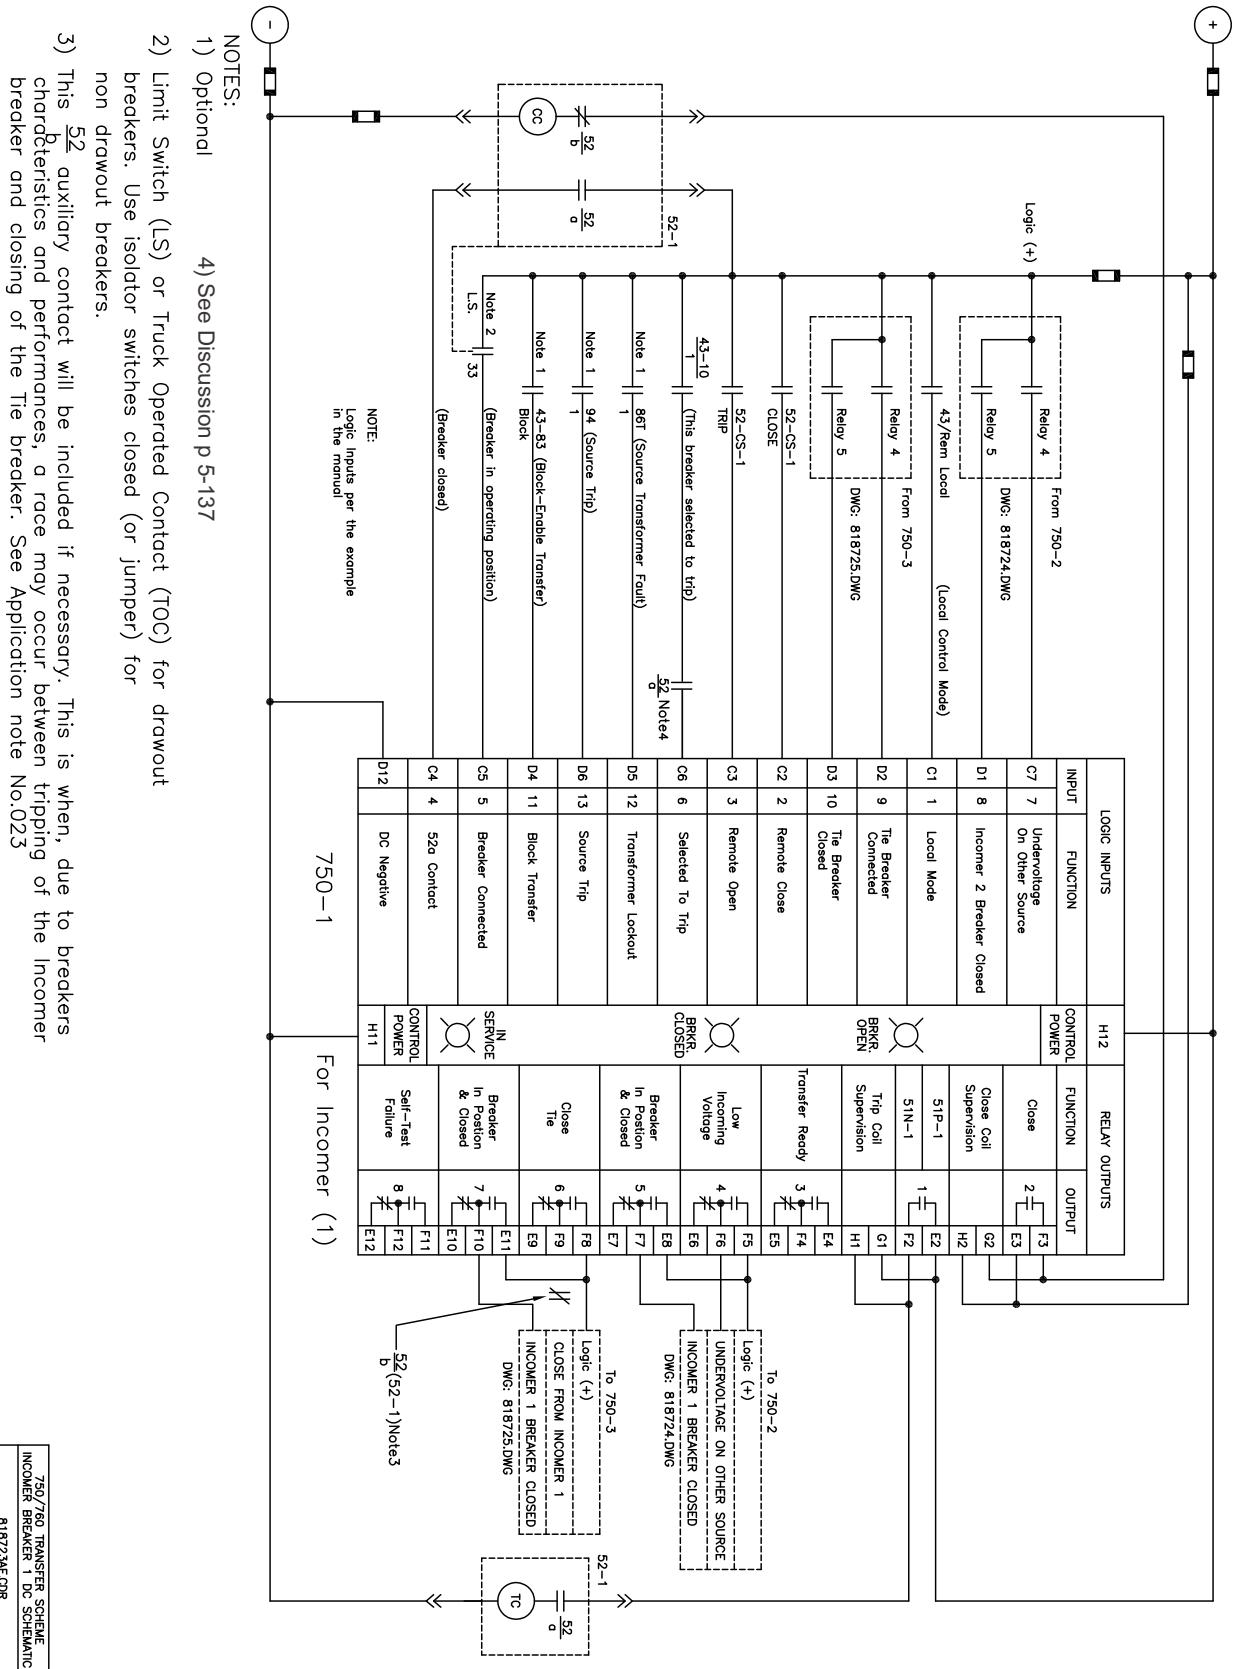 +
-
Logic (+)
From 750-2
Relay 4
Relay 5
DWG: 818724.DWG
43/Rem Local
(Local Control Mode)
From 750-3
Relay 4
Relay 5
DWG: 818725.DWG
52-CS-1
CLOSE
52-CS-1
TRIP
43-10
1
(This breaker selected to trip)
52
a
Note4
Note 1
86T (Source Transformer Fault)
1
Note 1
94 (Source Trip)
1
Note 1
43-83 (Block-Enable Transfer)
Block
Note 2
L.S.
33
(Breaker in operating position)
(Breaker closed)
52-1
CC
52
b
52
a
NOTE:
Logic Inputs per the example
in the manual
LOGIC INPUTS
INPUT
FUNCTION
C7 7 Undervoltage
On Other Source
D1 8 Incomer 2 Breaker Closed
C1 1 Local Mode
D2 9 Tie Breaker
Connected
D3 10 Tie Breaker
Closed
C2 2 Remote Close
C3 3 Remote Open
C6 6 Selected To Trip
D5 12 Transformer Lockout
D6 13 Source Trip
D4 11 Block Transfer
C5 5 Breaker Connected
C4 4 52a Contact
D12 DC Negative
H12
CONTROL
POWER
BRKR.
OPEN
BRKR.
CLOSED
IN
SERVICE
CONTROL
POWER
H11
RELAY OUTPUTS
FUNCTION
OUTPUT
Close
2
F3
E3
Close Coil
Supervision
G2
H2
51P-1
51N-1
1
E2
F2
Trip Coil
Supervision
G1
H1
Transfer Ready
3
E4
F4
E5
Low
Incoming
Voltage
4
F5
F6
E6
Breaker
In Postion
& Closed
5
E8
F7
E7
Close
Tie
6
F8
F9
E9
Breaker
In Postion
& Closed
7
E11
F10
E10
Self-Test
Failure
8
F11
F12
E12
To 750-2
Logic (+)
UNDERVOLTAGE ON OTHER SOURCE
INCOMER 1 BREAKER CLOSED
DWG: 818724.DWG
To 750-3
Logic (+)
CLOSE FROM INCOMER 1
INCOMER 1 BREAKER CLOSED
DWG: 818725.DWG
52
b
(52-1)Note3
52-1
TC
52
a
750-1
For Incomer (1)
NOTES:
1) Optional
4) See Discussion p 5-137
2) Limit Switch (LS) or Truck Operated Contact (TOC) for drawout
breakers. Use isolator switches closed (or jumper) for
non drawout breakers.
3) This 52/b auxiliary contact will be included if necessary. This is when, due to breakers
characteristics and performances, a race may occur between tripping of the Incomer
breaker and closing of the Tie breaker. See Application note No.023
750/760 TRANSFER SCHEME
INCOMER BREAKER 1 DC SCHEMATIC
818723AF.CDR